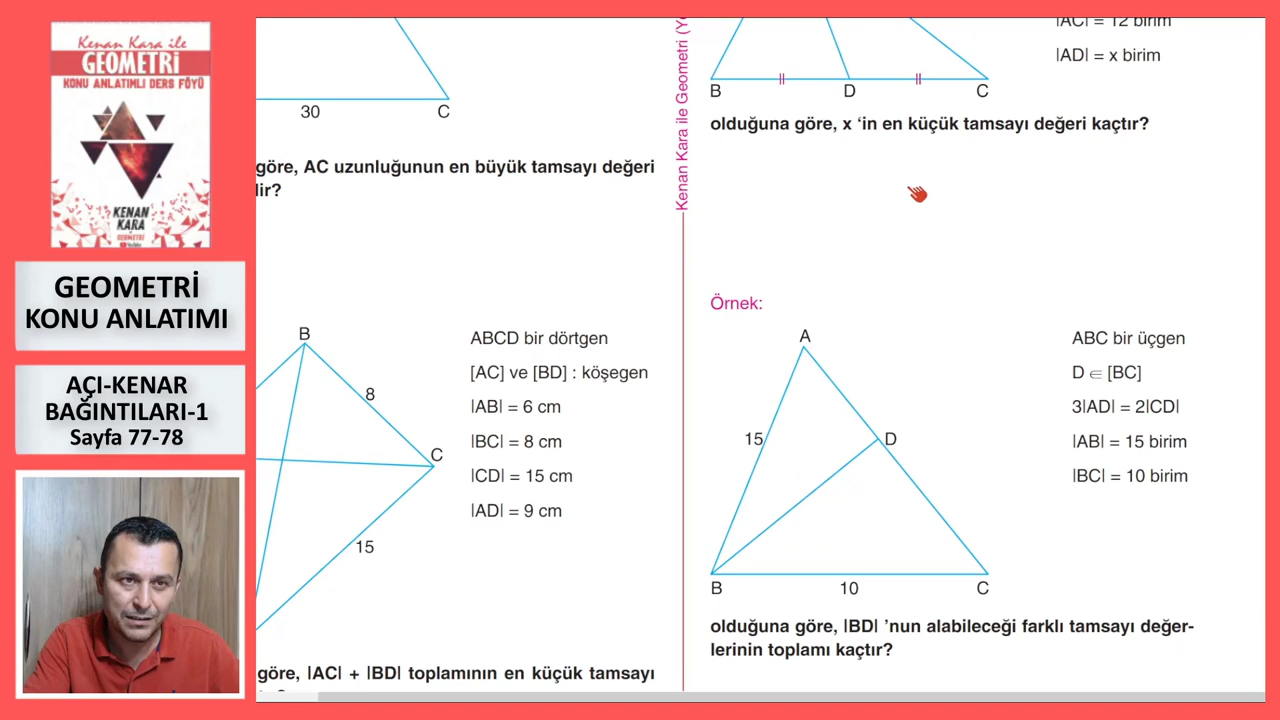 Kenan Kara ile
GEOMETRİ
KONU ANLATIMLI DERS FÖYÜ
KENAN
KARA
GEOMETRİ
YouTube
GEOMETRİ
KONU ANLATIMI
AÇI-KENAR
BAĞINTILARI-1
Sayfa 77-78
30
C
göre, AC uzunluğunun en büyük tamsayı değeri
dir?
B
8
C
15
ABCD bir dörtgen
[AC] ve [BD] : köşegen
|AB| = 6 cm
|BC| = 8 cm
|CD| = 15 cm
|AD| = 9 cm
göre, |AC| + |BD| toplamının en küçük tamsayı
Kenan Kara ile Geometri (Y
|AC| = 12 birim
|AD| = x birim
B
D
C
olduğuna göre, x ‘in en küçük tamsayı değeri kaçtır?
Örnek:
A
15
D
B
10
C
ABC bir üçgen
D ∈ [BC]
3|AD| = 2|CD|
|AB| = 15 birim
|BC| = 10 birim
olduğuna göre, |BD| ’nun alabileceği farklı tamsayı değer-
lerinin toplamı kaçtır?